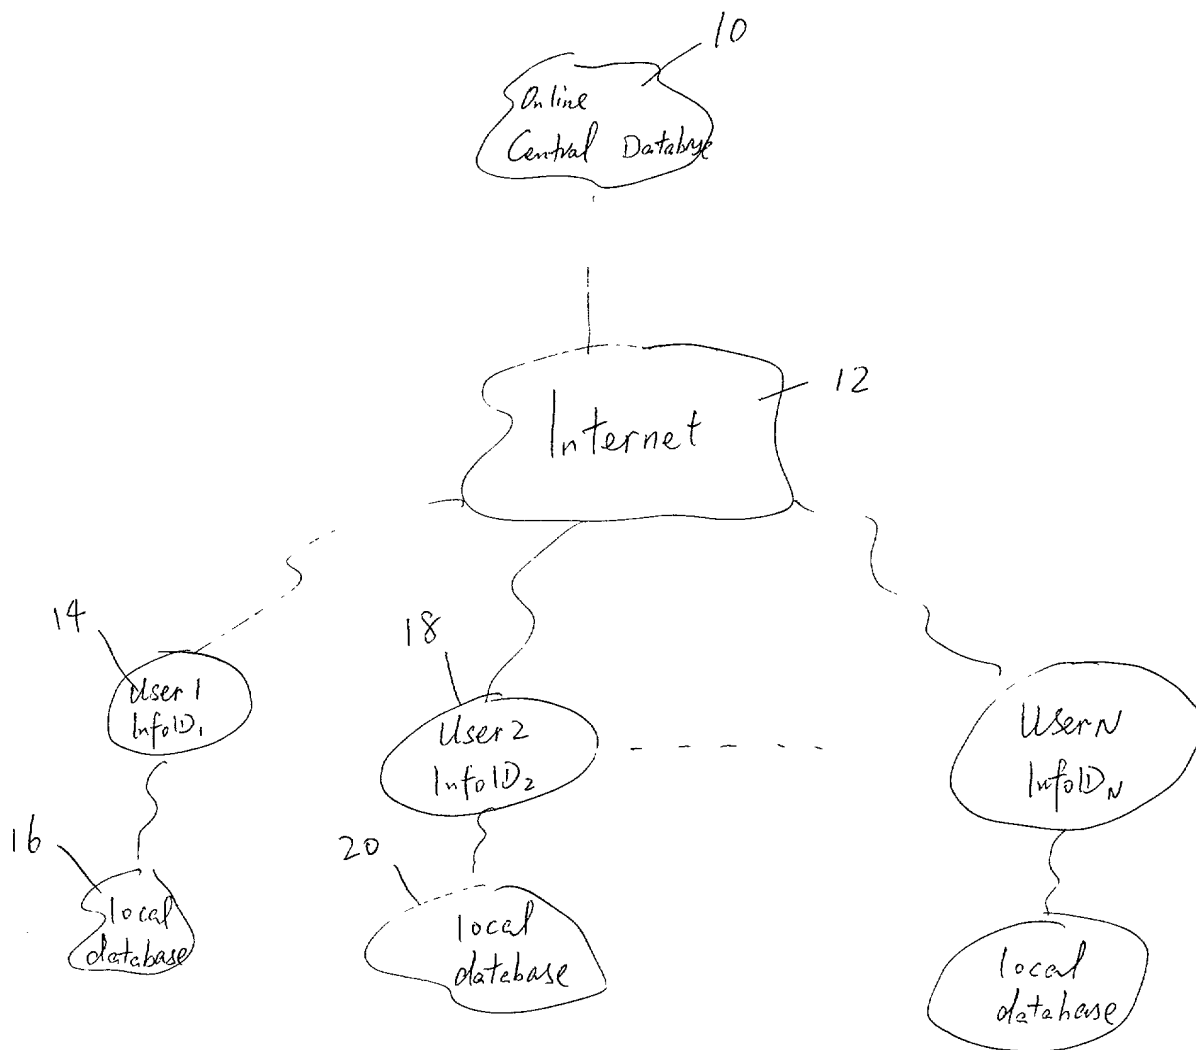 10
Online
Central Database
Internet
12
14
User 1
InfoID₁
18
User 2
InfoID₂
User N
InfoID_N
16
local
database
20
local
database
local
database